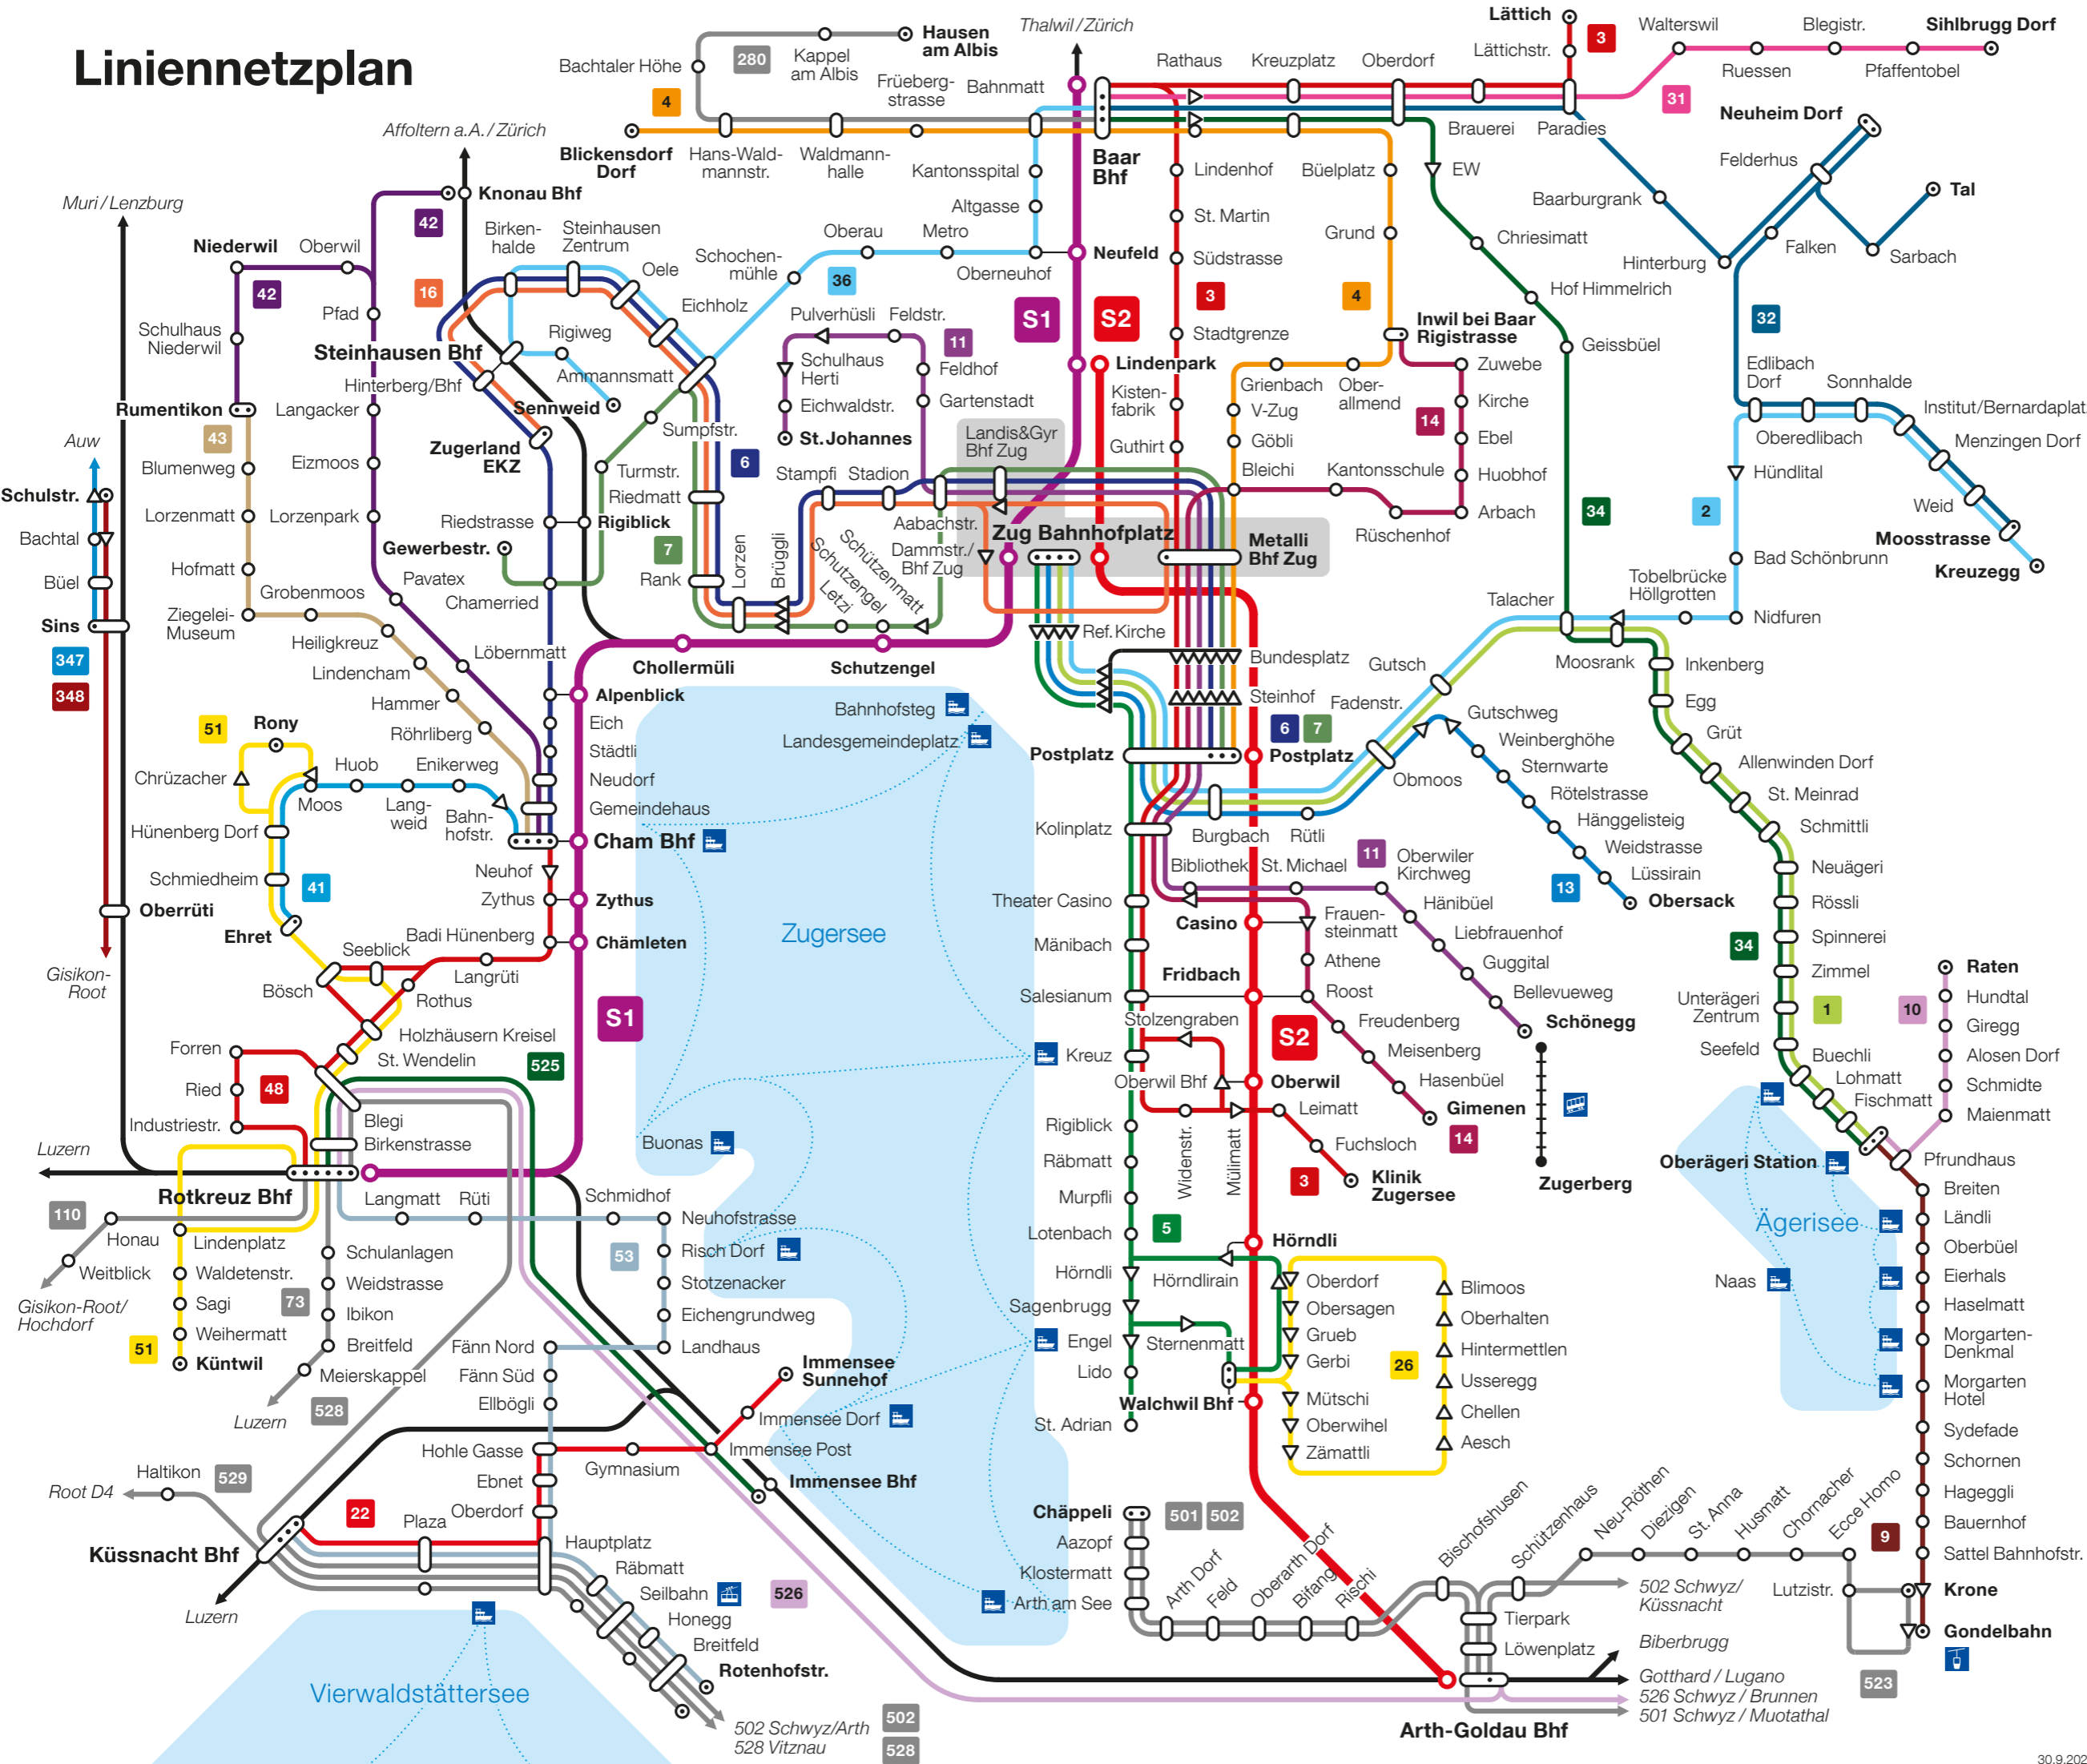 Liniennetzplan
Thalwil / Zürich
Hausen
am Albis
Lättich
Lättichstr.
3
Walterswil
Blegistr.
Sihlbrugg Dorf
Ruessen
Pfaffentobel
31
Bachtaler Höhe
280
Kappel
am Albis
4
Früeberg-
strasse
Bahnmatt
Rathaus
Kreuzplatz
Oberdorf
Brauerei
Paradies
Neuheim Dorf
Felderhus
Tal
Baarburgrank
Falken
Sarbach
Hinterburg
Blickensdorf
Dorf
Hans-Wald-
mannstr.
Waldmann-
halle
Kantonsspital
Altgasse
Baar
Bhf
Lindenhof
Büelplatz
EW
St. Martin
Grund
Chriesimatt
Südstrasse
Hof Himmelrich
Affoltern a.A. / Zürich
Knonau Bhf
42
Muri / Lenzburg
Niederwil
Oberwil
42
Pfad
Schulhaus
Niederwil
Birken-
halde
Steinhausen
Zentrum
Oele
Eichholz
16
Rigiweg
Steinhausen Bhf
Hinterberg/Bhf
Ammannsmatt
Sennweid
Zugerland
EKZ
Schochen-
mühle
Oberau
Metro
Oberneuhof
Neufeld
36
Pulverhüsli
Feldstr.
11
Schulhaus
Herti
Feldhof
Eichwaldstr.
Gartenstadt
St. Johannes
S1
S2
3
4
Stadtgrenze
Lindenpark
Kisten-
fabrik
Guthirt
Inwil bei Baar
Rigistrasse
Zuwebe
Kirche
Ebel
Huobhof
Arbach
14
Grienbach
Ober-
allmend
V-Zug
Göbli
Bleichi
Kantonsschule
Rüschenhof
Geissbüel
34
32
Edlibach
Dorf
Sonnhalde
Institut/Bernardaplat
Oberedlibach
Menzingen Dorf
Hündlital
Weid
2
Moosstrasse
Kreuzegg
Bad Schönbrunn
Tobelbrücke
Höllgrotten
Nidfuren
Talacher
Moosrank
Inkenberg
Egg
Grüt
Allenwinden Dorf
St. Meinrad
Schmittli
Neuägeri
Rössli
Spinnerei
Zimmel
34
Unterägeri
Zentrum
1
Seefeld
Buechli
Lohmatt
Fischmatt
Rumentikon
43
Langacker
Blumenweg
Eizmoos
Lorzenmatt
Lorzenpark
Hofmatt
Ziegelei-
Museum
Grobenmoos
Heiligkreuz
Lindencham
Hammer
Röhrliberg
Auw
Schulstr.
Bachtal
Büel
Sins
347
348
Oberrüti
Gisikon-
Root
Riedstrasse
Rigiblick
Gewerbestr.
Pavatex
Chamerried
Löbernmatt
Sumpfstr.
Turmstr.
Riedmatt
7
Rank
6
Lorzen
Brüggli
Stampfi
Stadion
Schützenmatt
Schutzengel
Letzi
Landis&Gyr
Bhf Zug
Aabachstr.
Dammstr./
Bhf Zug
Zug Bahnhofplatz
Metalli
Bhf Zug
Ref. Kirche
Bundesplatz
Steinhof
6
7
Postplatz
Postplatz
Chollermüli
Schutzengel
Alpenblick
Eich
Städtli
Neudorf
Gemeindehaus
Cham Bhf
Neuhof
Zythus
Zythus
Badi Hünenberg
Chämleten
Langrüti
Bahnhofsteg
Landesgemeindeplatz
Zugersee
Buonas
Gutsch
Fadenstr.
Gutschweg
Weinberghöhe
Sternwarte
Rötelstrasse
Hänggelisteig
Weidstrasse
Lüssirain
Obersack
13
Obmoos
Burgbach
Rütli
Kolinplatz
Bibliothek
St. Michael
11
Oberwiler
Kirchweg
Hänibüel
Liebfrauenhof
Guggital
Bellevueweg
Schönegg
Theater Casino
Casino
Frauen-
steinmatt
Mänibach
Athene
Fridbach
Salesianum
Roost
Stolzengraben
S2
Freudenberg
Meisenberg
Hasenbüel
Gimenen
14
Kreuz
Oberwil Bhf
Oberwil
Leimatt
Fuchsloch
Klinik
Zugersee
3
Widenstr.
Mülimatt
Zugerberg
Rigiblick
Räbmatt
Murpfli
Lotenbach
5
Hörndli
Hörndli
Hörndlirain
Sagenbrugg
Engel
Sternenmatt
Lido
Walchwil Bhf
St. Adrian
Oberdorf
Obersagen
Grueb
Gerbi
Mütschi
Oberwihel
Zämattli
26
Blimoos
Oberhalten
Hintermettlen
Usseregg
Chellen
Aesch
51
Rony
Chrüzacher
Huob
Enikerweg
Moos
Lang-
weid
Bahn-
hofstr.
Hünenberg Dorf
Schmiedheim
41
Ehret
Seeblick
Bösch
Rothus
Holzhäusern Kreisel
St. Wendelin
525
S1
Forren
Ried
48
Industriestr.
Blegi
Birkenstrasse
Luzern
Rotkreuz Bhf
110
Honau
Weitblick
Gisikon-Root/
Hochdorf
Lindenplatz
Waldetenstr.
Sagi
Weihermatt
Küntwil
51
Langmatt
Rüti
Schmidhof
Neuhofstrasse
Risch Dorf
Stotzenacker
Eichengrundweg
Landhaus
53
Schulanlagen
Weidstrasse
73
Ibikon
Breitfeld
Meierskappel
Luzern
528
Fänn Nord
Fänn Süd
Ellbögli
Immensee
Sunnehof
Immensee Dorf
Immensee Post
Immensee Bhf
Hohle Gasse
Gymnasium
Ebnet
Oberdorf
Haltikon
529
Root D4
22
Plaza
Küssnacht Bhf
Luzern
Hauptplatz
Räbmatt
Seilbahn
Honegg
Breitfeld
Rotenhofstr.
526
Vierwaldstättersee
502 Schwyz/Arth
528 Vitznau
502
528
Chäppeli
501
502
Aazopf
Klostermatt
Arth am See
Arth Dorf
Feld
Oberarth Dorf
Bifang
Rischi
Bischofshusen
Schützenhaus
Neu-Röthen
Diezigen
St. Anna
Husmatt
Chornacher
Ecce Homo
502 Schwyz/
Küssnacht
Tierpark
Löwenplatz
Biberbrugg
Gotthard / Lugano
526 Schwyz / Brunnen
501 Schwyz / Muotathal
Arth-Goldau Bhf
Raten
Hundtal
10
Giregg
Alosen Dorf
Schmidte
Maienmatt
Oberägeri Station
Pfrundhaus
Breiten
Ägerisee
Ländli
Oberbüel
Naas
Eierhals
Haselmatt
Morgarten-
Denkmal
Morgarten
Hotel
Sydefade
Schornen
Hageggli
Bauernhof
9
Sattel Bahnhofstr.
Lutzistr.
Krone
Gondelbahn
523
30.9.202